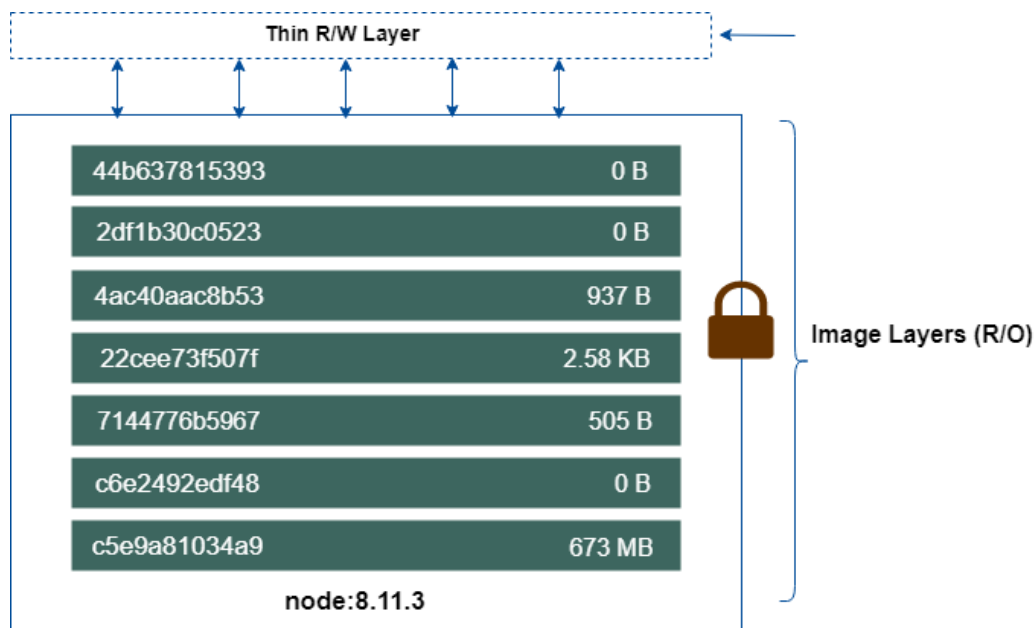 Thin R/W Layer
44b637815393 0 B
2df1b30c0523 0 B
4ac40aac8b53 937 B
22cee73f507f 2.58 KB
7144776b5967 505 B
c6e2492edf48 0 B
c5e9a81034a9 673 MB
node:8.11.3
Image Layers (R/O)